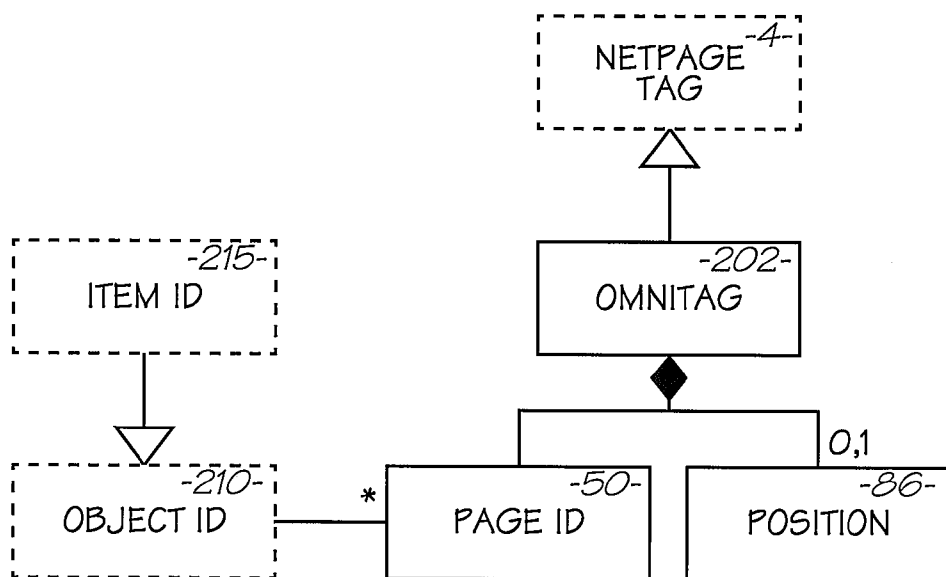 -4-
NETPAGE
TAG
-215-
ITEM ID
-202-
OMNITAG
0,1
-210-
OBJECT ID
*
-50-
PAGE ID
-86-
POSITION